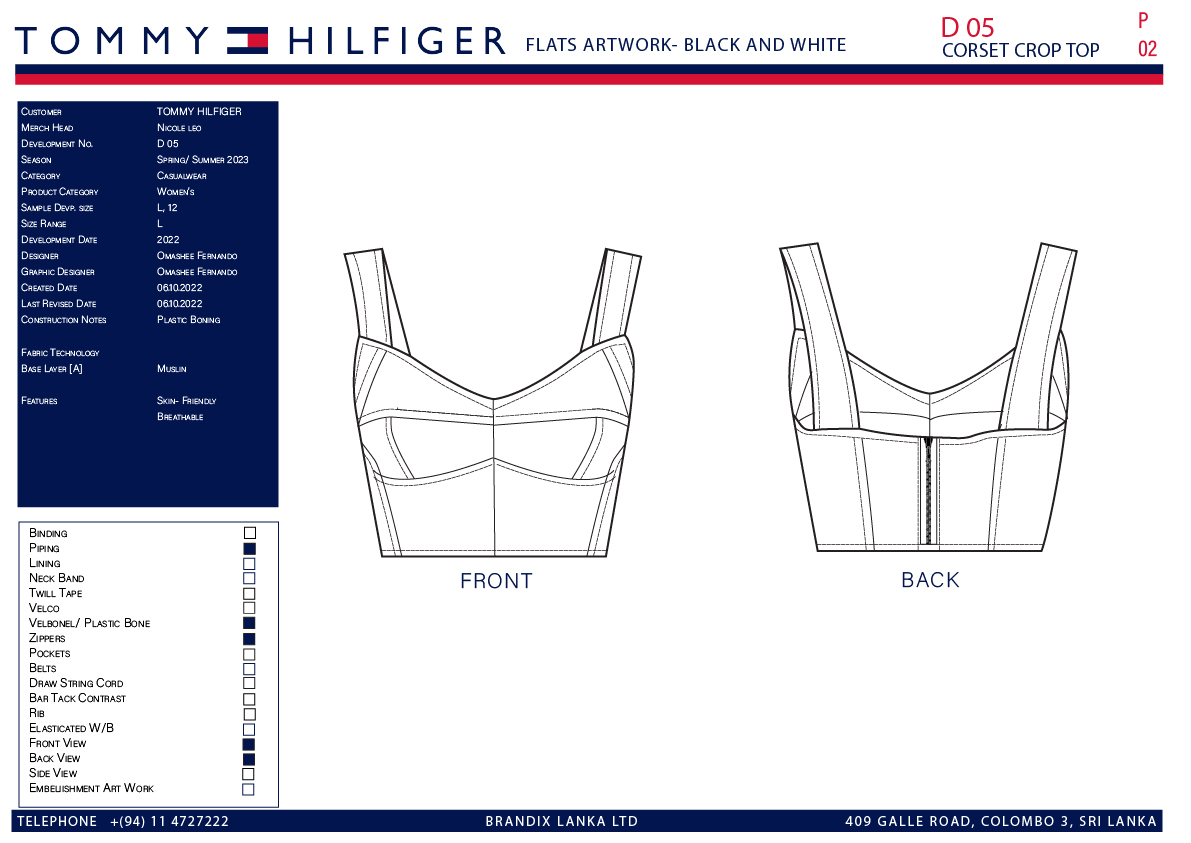 TOMMY HILFIGER FLATS ARTWORK- BLACK AND WHITE
D 05
CORSET CROP TOP
P
02
Customer TOMMY HILFIGER
Merch Head Nicole leo
Development No. D 05
Season Spring/ Summer 2023
Category Casualwear
Product Category Women's
Sample Devp. size L, 12
Size Range L
Development Date 2022
Designer Omashee Fernando
Graphic Designer Omashee Fernando
Created Date 06.10.2022
Last Revised Date 06.10.2022
Construction Notes Plastic Boning
Fabric Technology
Base Layer [A] Muslin
Features Skin- Friendly
Breathable
Binding
Piping
Lining
Neck Band
Twill Tape
Velco
Velbonel/ Plastic Bone
Zippers
Pockets
Belts
Draw String Cord
Bar Tack Contrast
Rib
Elasticated W/B
Front View
Back View
Side View
Embelishment Art Work
FRONT
BACK
TELEPHONE +(94) 11 4727222
BRANDIX LANKA LTD
409 GALLE ROAD, COLOMBO 3, SRI LANKA